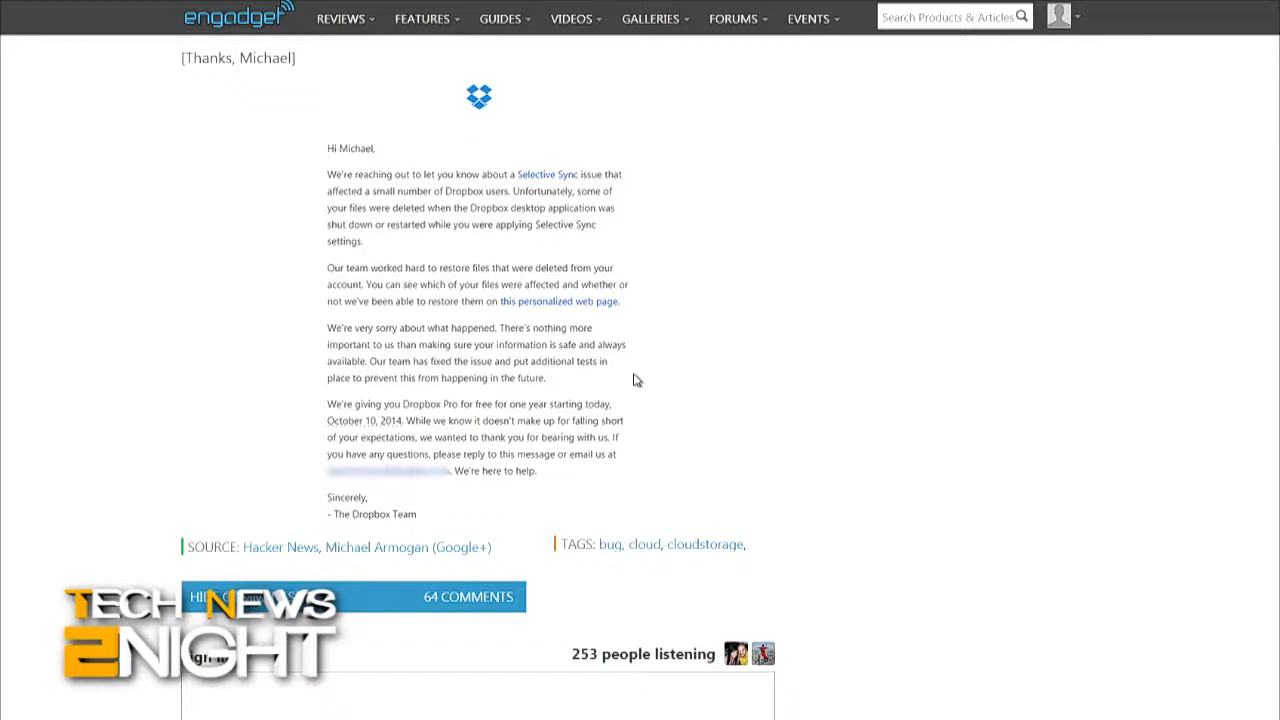 engadget REVIEWS FEATURES GUIDES VIDEOS GALLERIES FORUMS EVENTS Search Products & Articles
[Thanks, Michael]
Hi Michael,
We're reaching out to let you know about a Selective Sync issue that
affected a small number of Dropbox users. Unfortunately, some of
your files were deleted when the Dropbox desktop application was
shut down or restarted while you were applying Selective Sync
settings.
Our team worked hard to restore files that were deleted from your
account. You can see which of your files were affected and whether or
not we've been able to restore them on this personalized web page.
We're very sorry about what happened. There's nothing more
important to us than making sure your information is safe and always
available. Our team has fixed the issue and put additional tests in
place to prevent this from happening in the future.
We're giving you Dropbox Pro for free for one year starting today,
October 10, 2014. While we know it doesn't make up for falling short
of your expectations, we wanted to thank you for bearing with us. If
you have any questions, please reply to this message or email us at
. We're here to help.
Sincerely,
- The Dropbox Team
SOURCE: Hacker News, Michael Armogan (Google+)
TAGS: bug, cloud, cloudstorage,
64 COMMENTS
TECH NEWS
2NIGHT
253 people listening